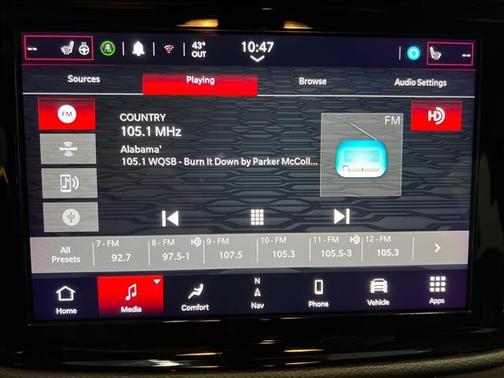 -- 43° 10:47 --
OUT
Sources Playing Browse Audio Settings
FM COUNTRY FM HD
105.1 MHz
Alabama'
105.1 WQSB - Burn It Down by Parker McColl...
All Presets 7 - FM 8 - FM HD 9 - FM 10 - FM 11 - FM HD 12 - FM
92.7 97.5-1 107.5 105.3 105.5-3 105.3
N
A
Home Media Comfort Nav Phone Vehicle Apps